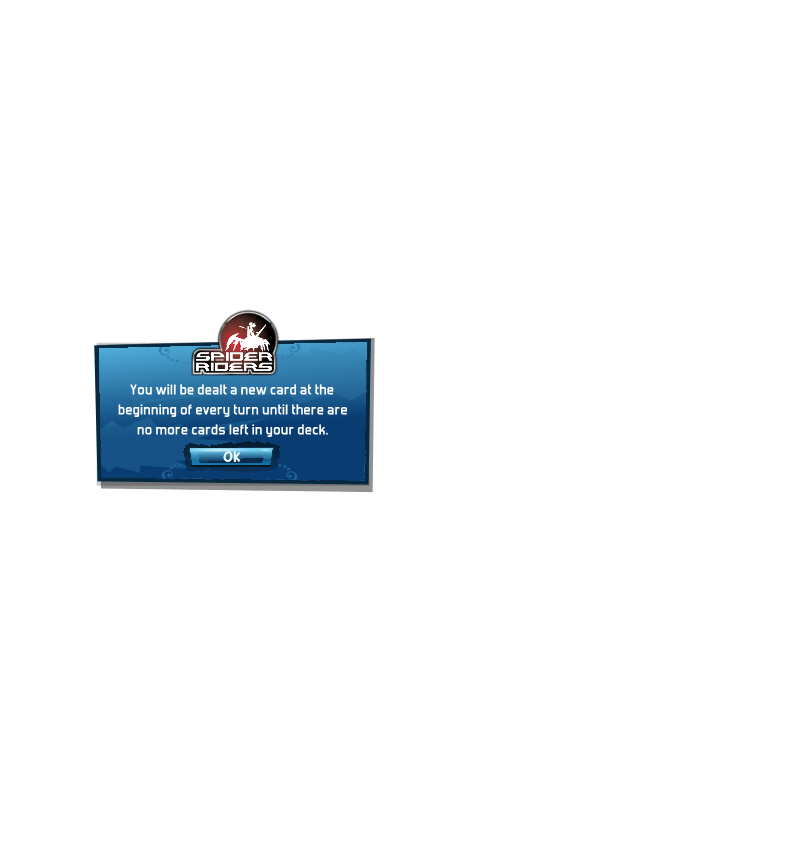 SPIDER
RIDERS
You will be dealt a new card at the
beginning of every turn until there are
no more cards left in your deck.
OK